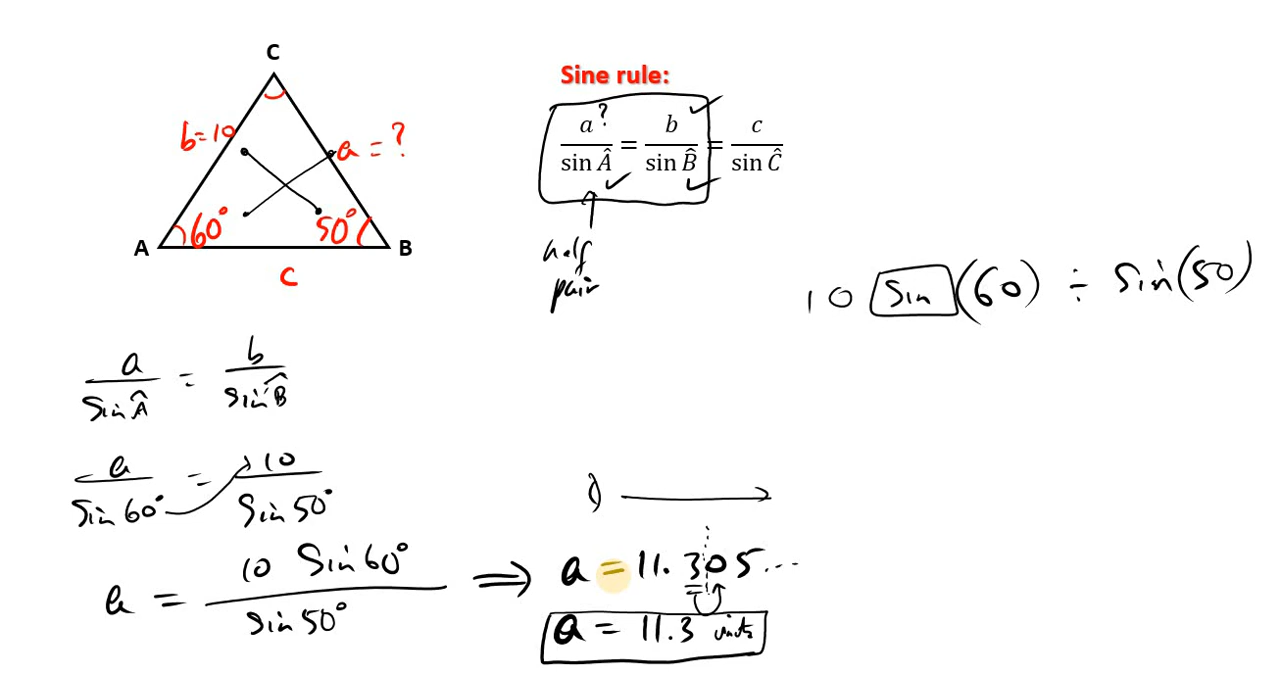 C
b=10
a = ?
A
60°
50°
B
C
Sine rule:
a? / sin Â = b / sin B̂ = c / sin Ĉ
half
pair
10 sin (60) ÷ sin(50)
a / sin Â = b / sin B̂
a / sin 60° = 10 / sin 50°
a = 10 sin 60° / sin 50° ⇒ a = 11.305...
a = 11.3 units